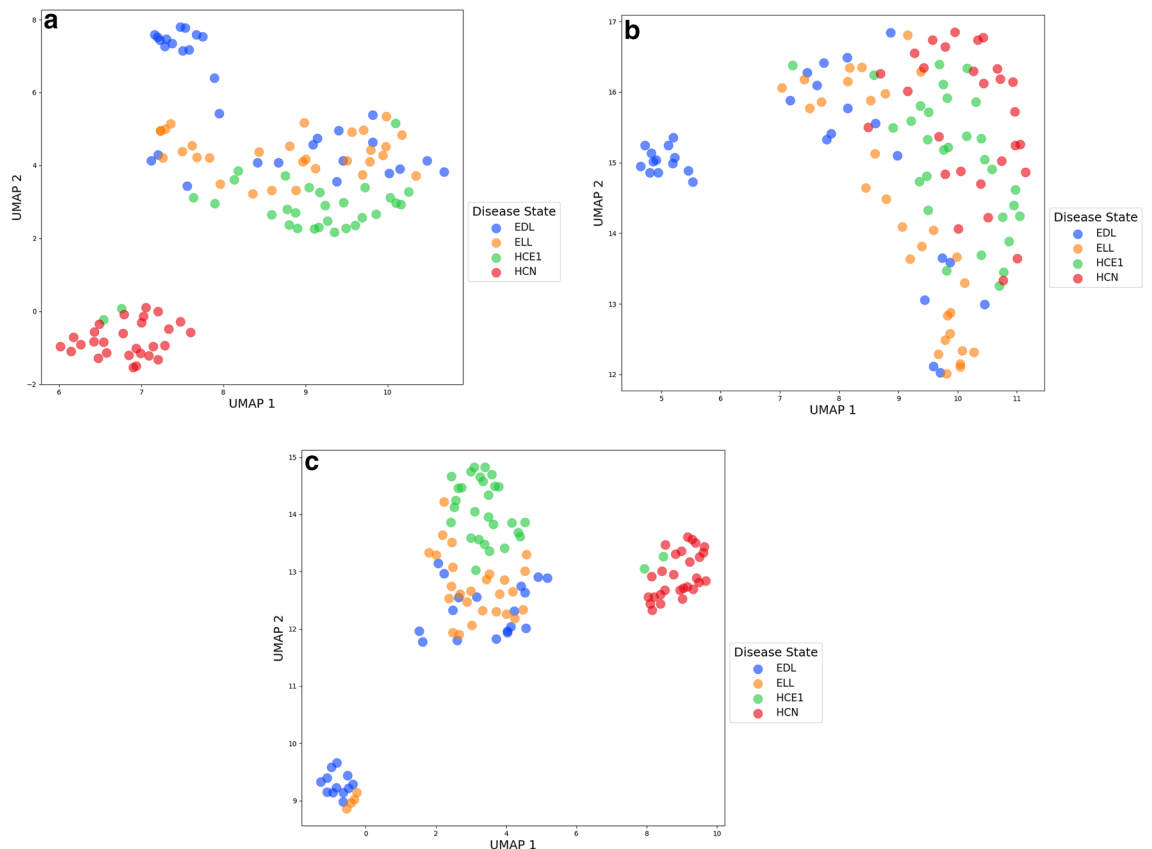 a
8
6
4
2
0
−2
UMAP 2
6 7 8 9 10
UMAP 1
Disease State
EDL
ELL
HCE1
HCN
b
17
16
15
14
13
12
UMAP 2
5 6 7 8 9 10 11
UMAP 1
Disease State
EDL
ELL
HCE1
HCN
c
15
14
13
12
11
10
9
UMAP 2
0 2 4 6 8 10
UMAP 1
Disease State
EDL
ELL
HCE1
HCN